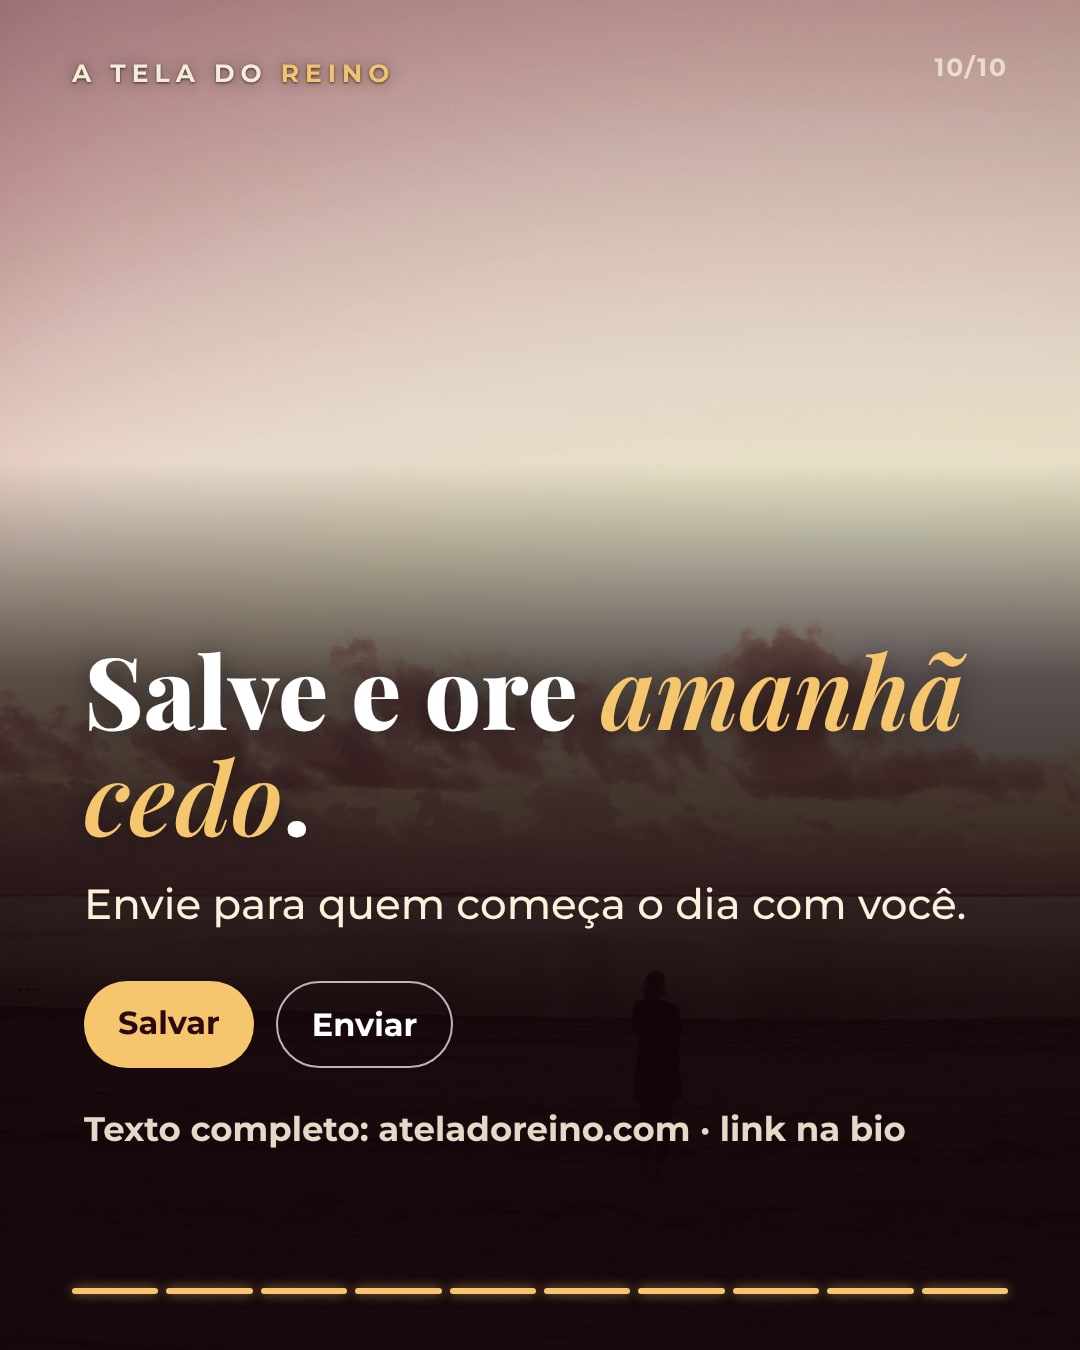 A TELA DO REINO
10/10
Salve e ore amanhã
cedo.
Envie para quem começa o dia com você.
Salvar
Enviar
Texto completo: ateladoreino.com · link na bio